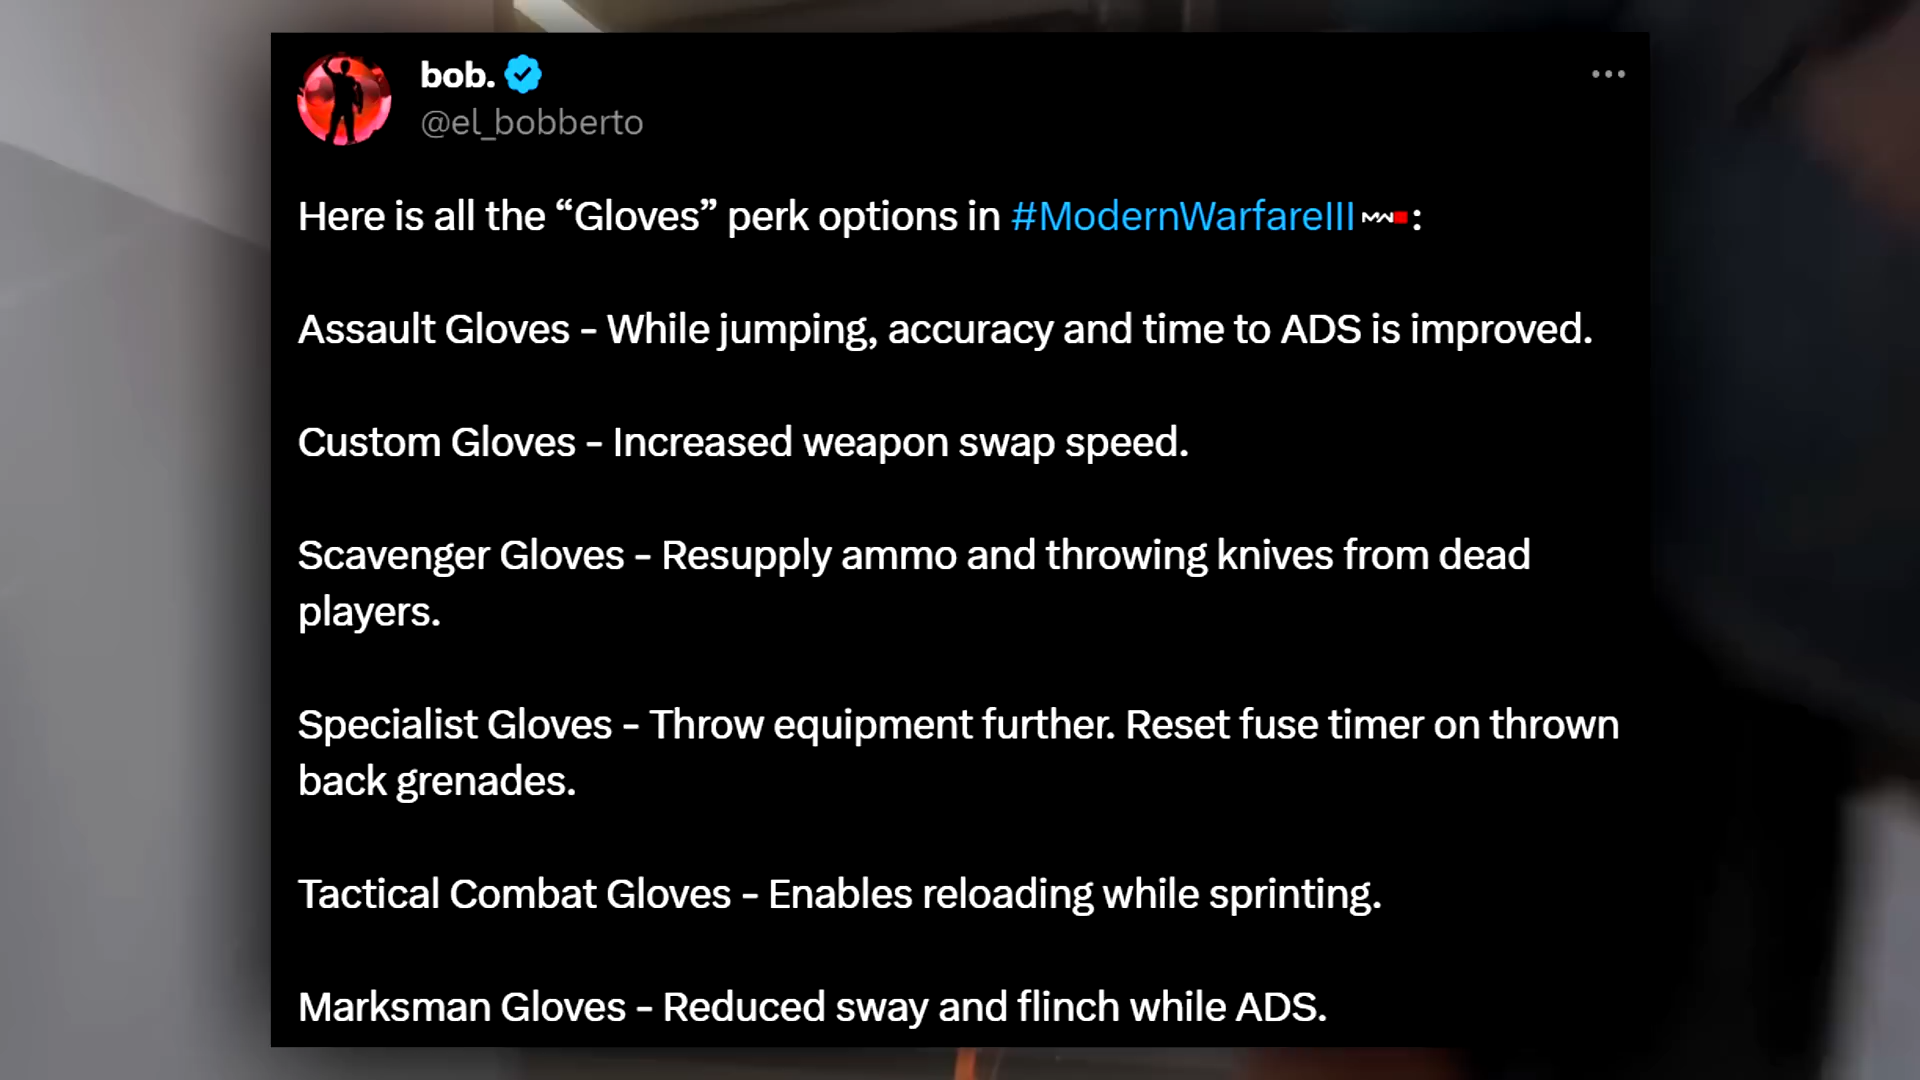 bob.
@el_bobberto
Here is all the “Gloves” perk options in #ModernWarfareIII MW:
Assault Gloves - While jumping, accuracy and time to ADS is improved.
Custom Gloves - Increased weapon swap speed.
Scavenger Gloves - Resupply ammo and throwing knives from dead
players.
Specialist Gloves - Throw equipment further. Reset fuse timer on thrown
back grenades.
Tactical Combat Gloves - Enables reloading while sprinting.
Marksman Gloves - Reduced sway and flinch while ADS.